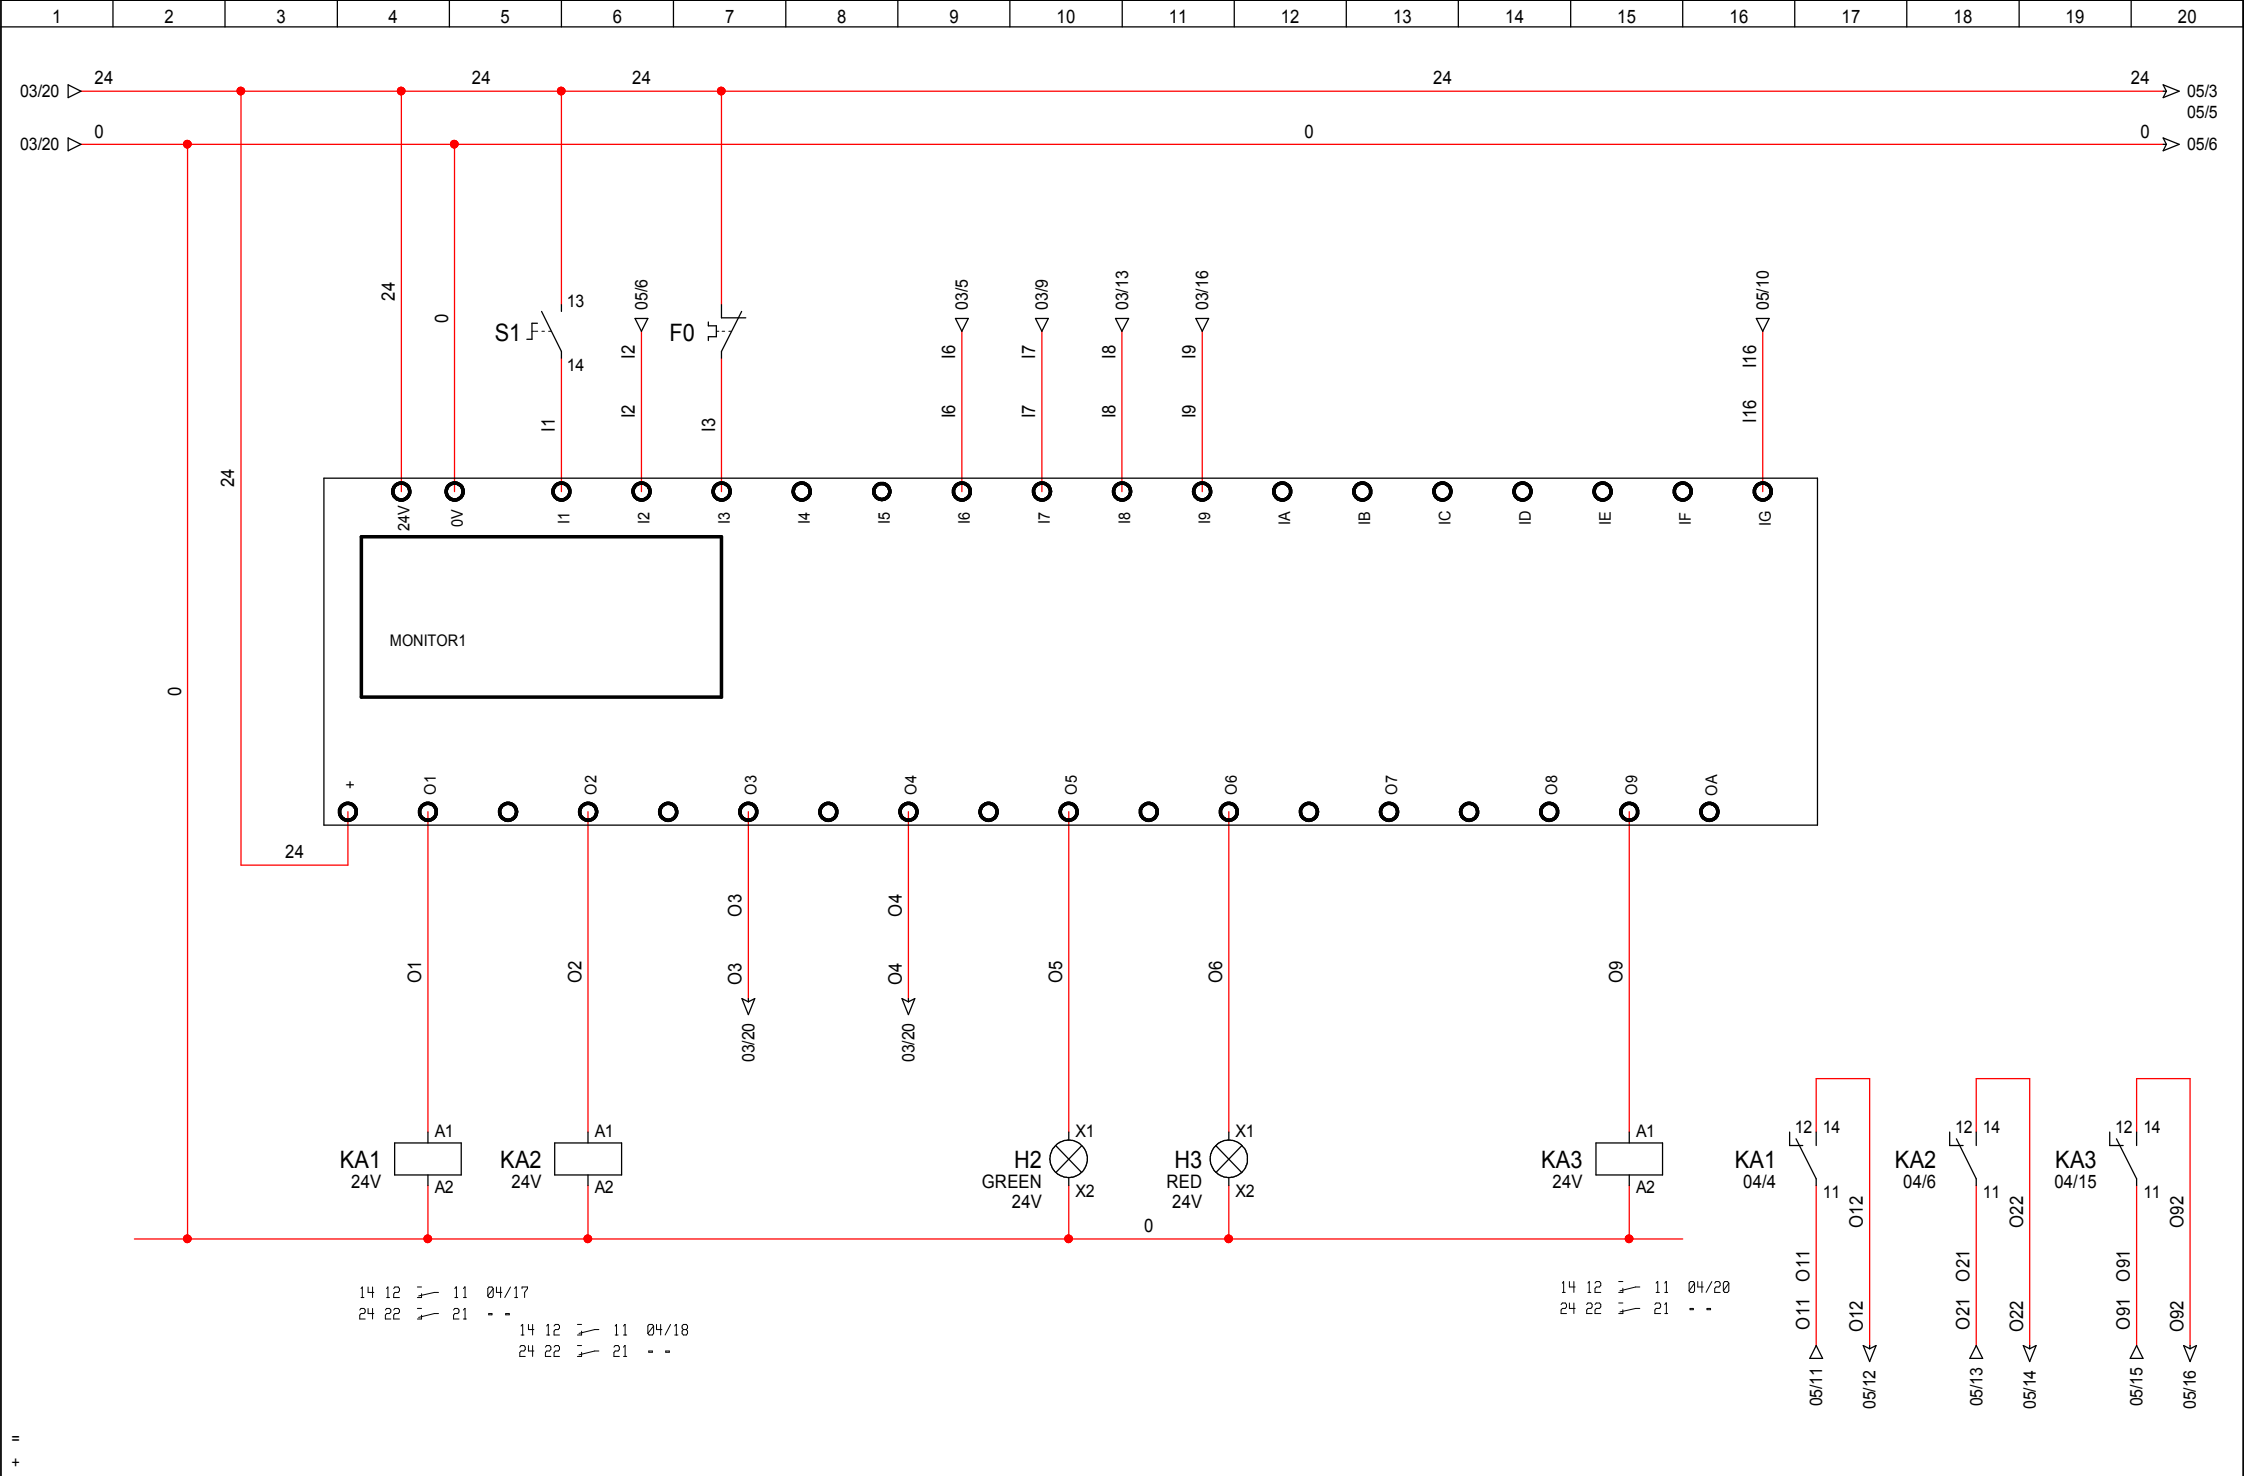 1 2 3 4 5 6 7 8 9 10 11 12 13 14 15 16 17 18 19 20
24 24 24 24 24
03/20 05/3
05/5
0 0 0
03/20 05/6
24 0 13 05/6 03/5 03/9 03/13 03/16 05/10
S1 F0
14 I2 I6 I7 I8 I9 I16
24 I1 I2 I3 I6 I7 I8 I9 I16
24V 0V I1 I2 I3 I4 I5 I6 I7 I8 I9 IA IB IC ID IE IF IG
MONITOR1
0
+ O1 O2 O3 O4 O5 O6 O7 O8 O9 OA
24
O3 O4
O1 O2 O3 O4 O5 O6 O9
03/20 03/20
A1 A1 X1 X1 A1 12 14 12 14 12 14
KA1 KA2 H2 H3 KA3 KA1 KA2 KA3
24V 24V GREEN RED 24V 04/4 04/6 04/15
A2 A2 X2 X2 A2 11 11 11
24V 24V
0 O12 O22 O92
O11 O21 O91
14 12 11 04/17 14 12 11 04/20
24 22 21 - - 24 22 21 - -
14 12 11 04/18 O11 O12 O21 O22 O91 O92
24 22 21 - -
05/11 05/12 05/13 05/14 05/15 05/16
=
+